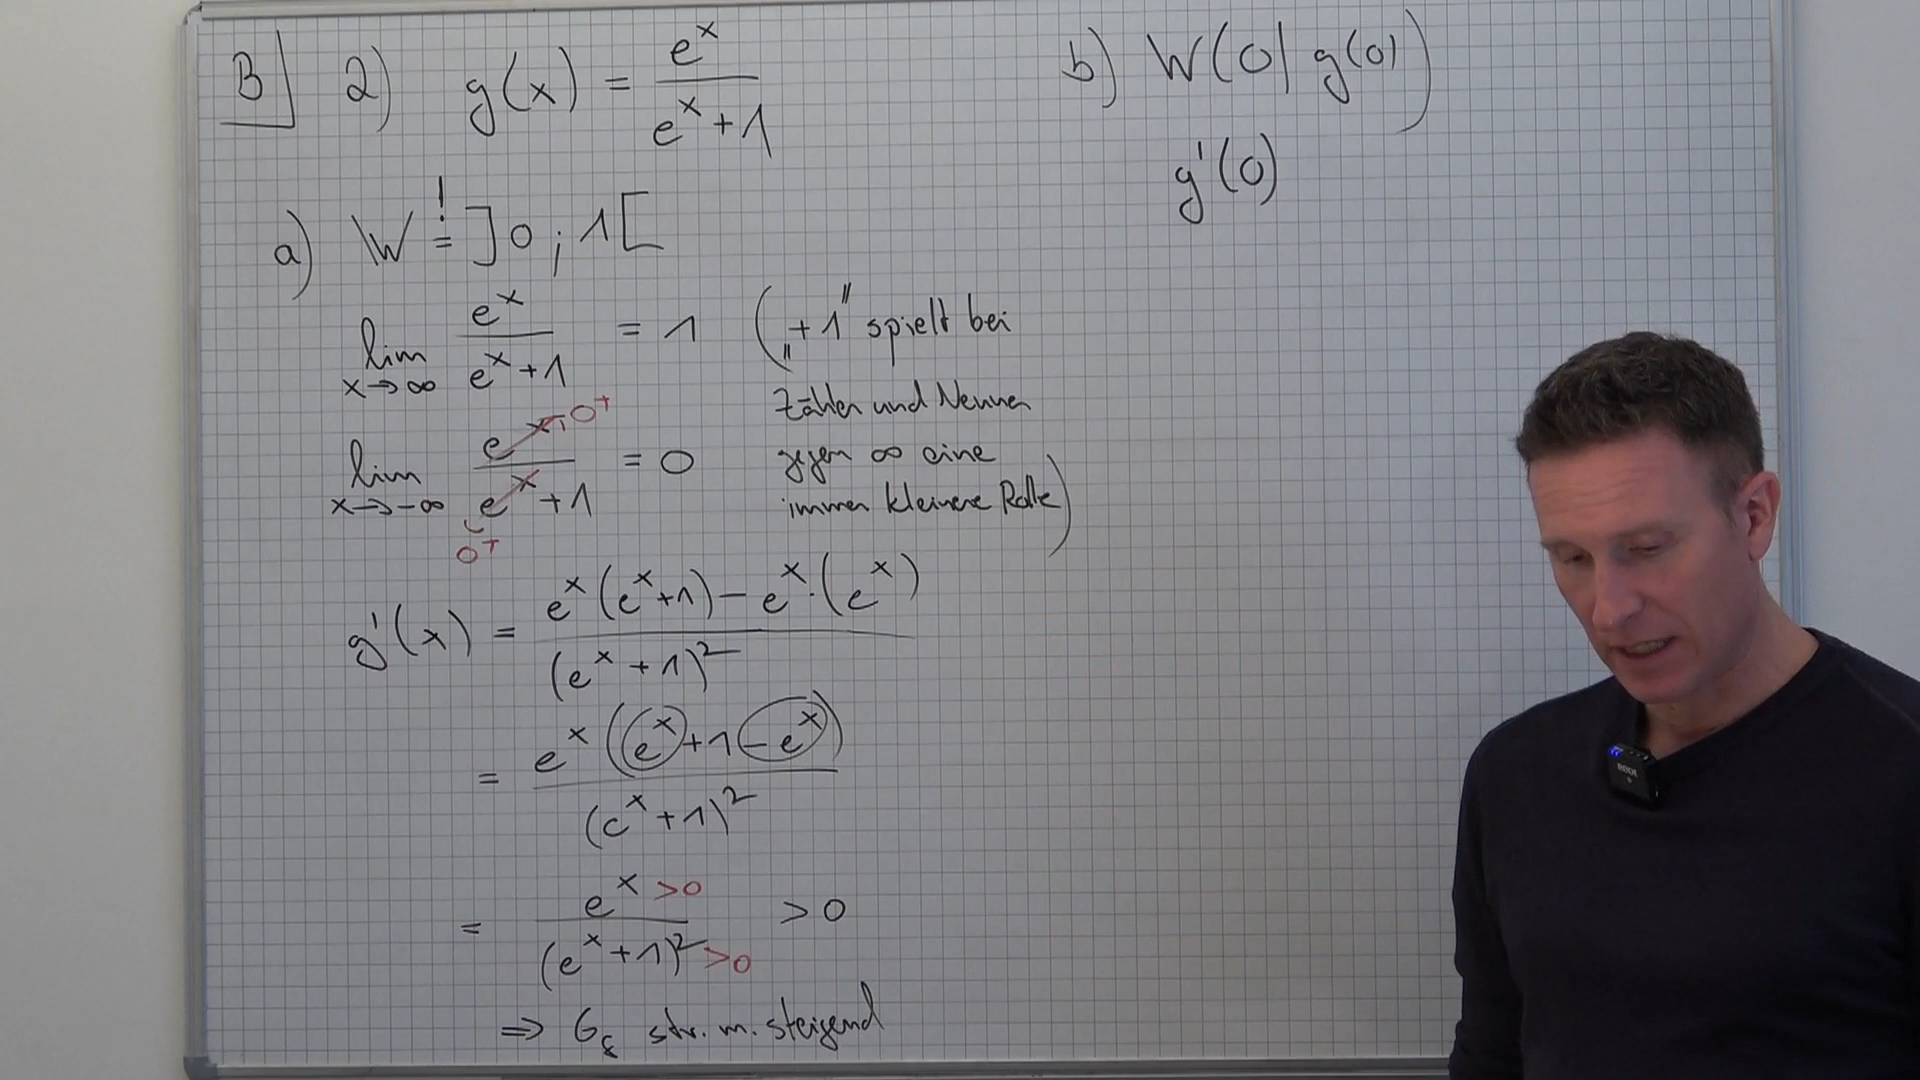 B] 2) g(x) = e^x / (e^x + 1)
a) W =! ]0 ; 1[
lim x→∞ e^x / (e^x + 1) = 1 („+1" spielt bei
Zähler und Nenner
gegen ∞ eine
immer kleinere Rolle)
lim x→-∞ e^x → 0⁺ / (e^x → 0⁺ + 1) = 0
g'(x) = (e^x (e^x + 1) − e^x · (e^x)) / (e^x + 1)²
= e^x (e^x + 1 − e^x) / (e^x + 1)²
= e^x >0 / (e^x + 1)² >0 > 0
⇒ G_f str. m. steigend
b) W(0 | g(0))
g'(0)